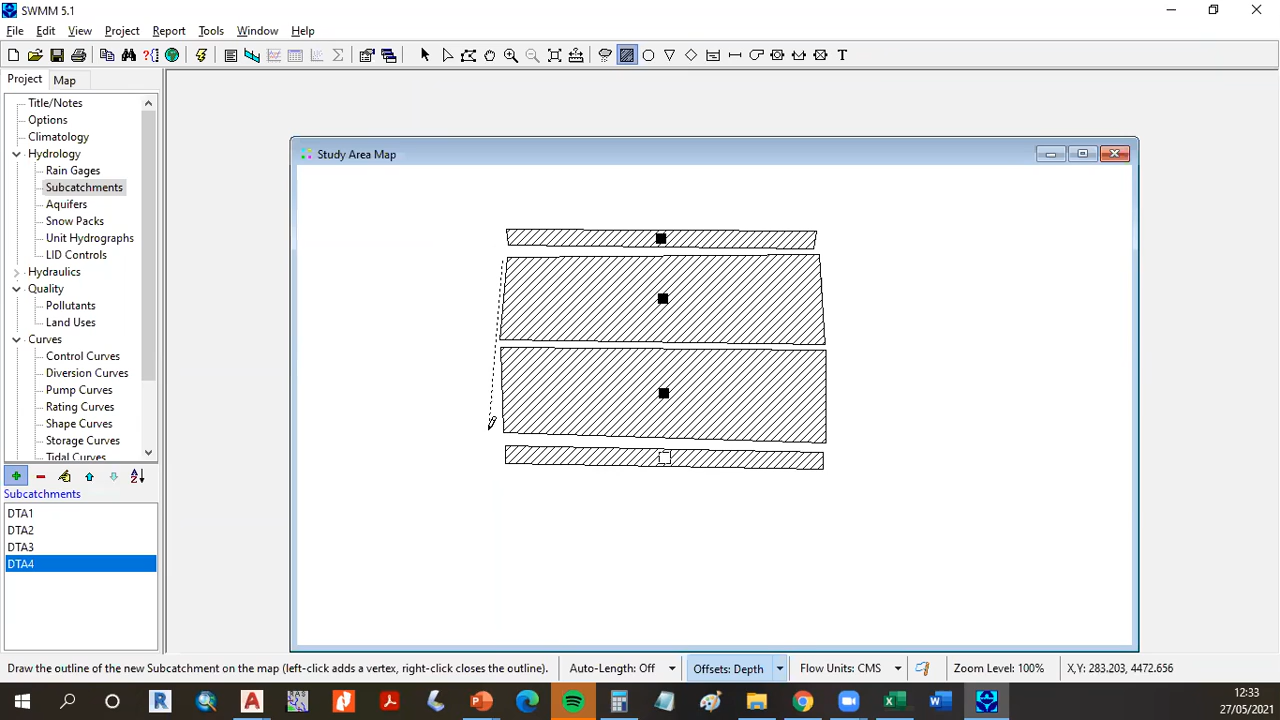 SWMM 5.1
File Edit View Project Report Tools Window Help
Project Map
Title/Notes
Options
Climatology
Hydrology
Rain Gages
Subcatchments
Aquifers
Snow Packs
Unit Hydrographs
LID Controls
Hydraulics
Quality
Pollutants
Land Uses
Curves
Control Curves
Diversion Curves
Pump Curves
Rating Curves
Shape Curves
Storage Curves
Tidal Curves
Subcatchments
DTA1
DTA2
DTA3
DTA4
Study Area Map
Draw the outline of the new Subcatchment on the map (left-click adds a vertex, right-click closes the outline). Auto-Length: Off Offsets: Depth Flow Units: CMS Zoom Level: 100% X,Y: 283.203, 4472.656
12:33
27/05/2021